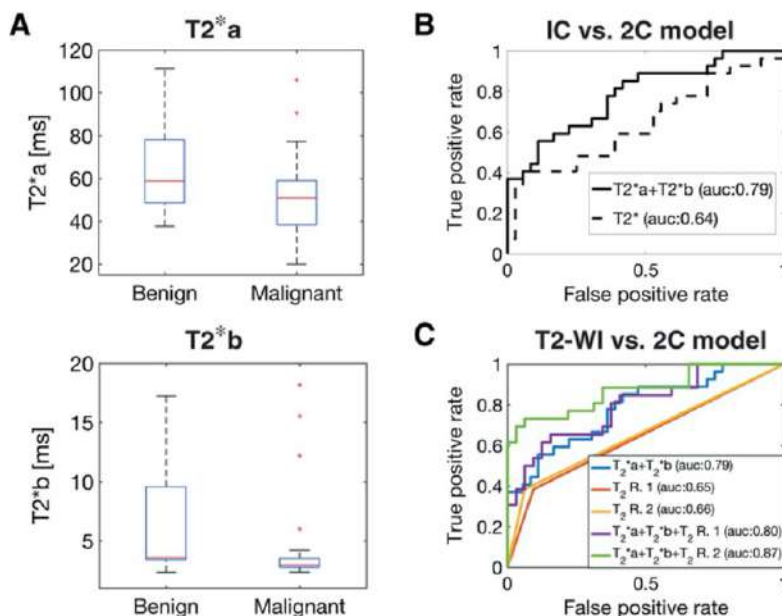 A
T2*a
T2*a [ms]
120
100
80
60
40
20
Benign
Malignant
T2*b
T2*b [ms]
20
15
10
5
Benign
Malignant
B
IC vs. 2C model
True positive rate
1
0.8
0.6
0.4
0.2
0
T2*a+T2*b (auc:0.79)
T2* (auc:0.64)
0
0.5
1
False positive rate
C
T2-WI vs. 2C model
True positive rate
1
0.8
0.6
0.4
0.2
0
T2*a+T2*b (auc:0.79)
T2 R. 1 (auc:0.65)
T2 R. 2 (auc:0.66)
T2*a+T2*b+T2 R. 1 (auc:0.80)
T2*a+T2*b+T2 R. 2 (auc:0.87)
0
0.5
1
False positive rate